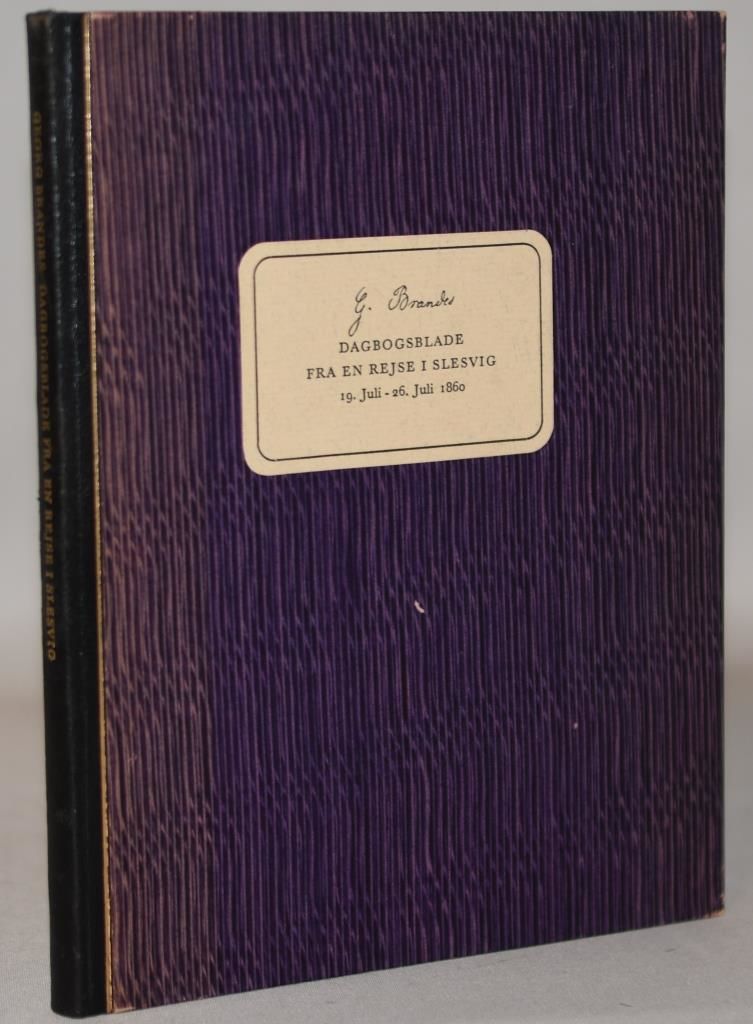 G. Brandes
DAGBOGSBLADE
FRA EN REJSE I SLESVIG
19. Juli - 26. Juli 1860
GEORG BRANDES DAGBOGSBLADE FRA EN REJSE I SLESVIG